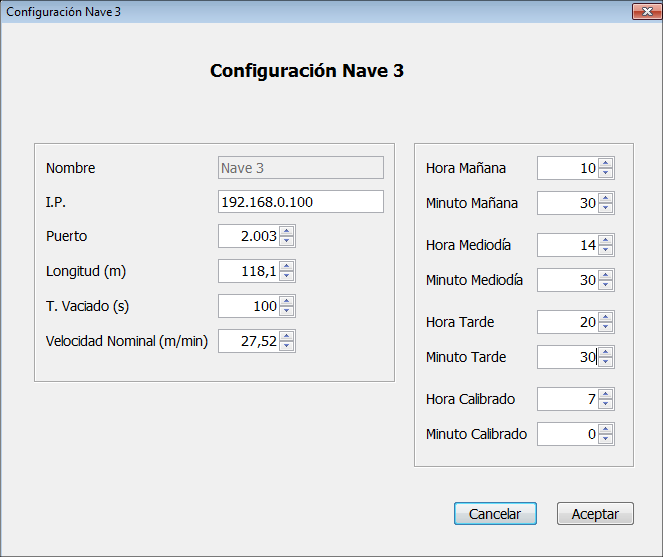 Configuración Nave 3
Configuración Nave 3
Nombre Nave 3
I.P. 192.168.0.100
Puerto 2.003
Longitud (m) 118,1
T. Vaciado (s) 100
Velocidad Nominal (m/min) 27,52
Hora Mañana 10
Minuto Mañana 30
Hora Mediodía 14
Minuto Mediodía 30
Hora Tarde 20
Minuto Tarde 30
Hora Calibrado 7
Minuto Calibrado 0
Cancelar Aceptar